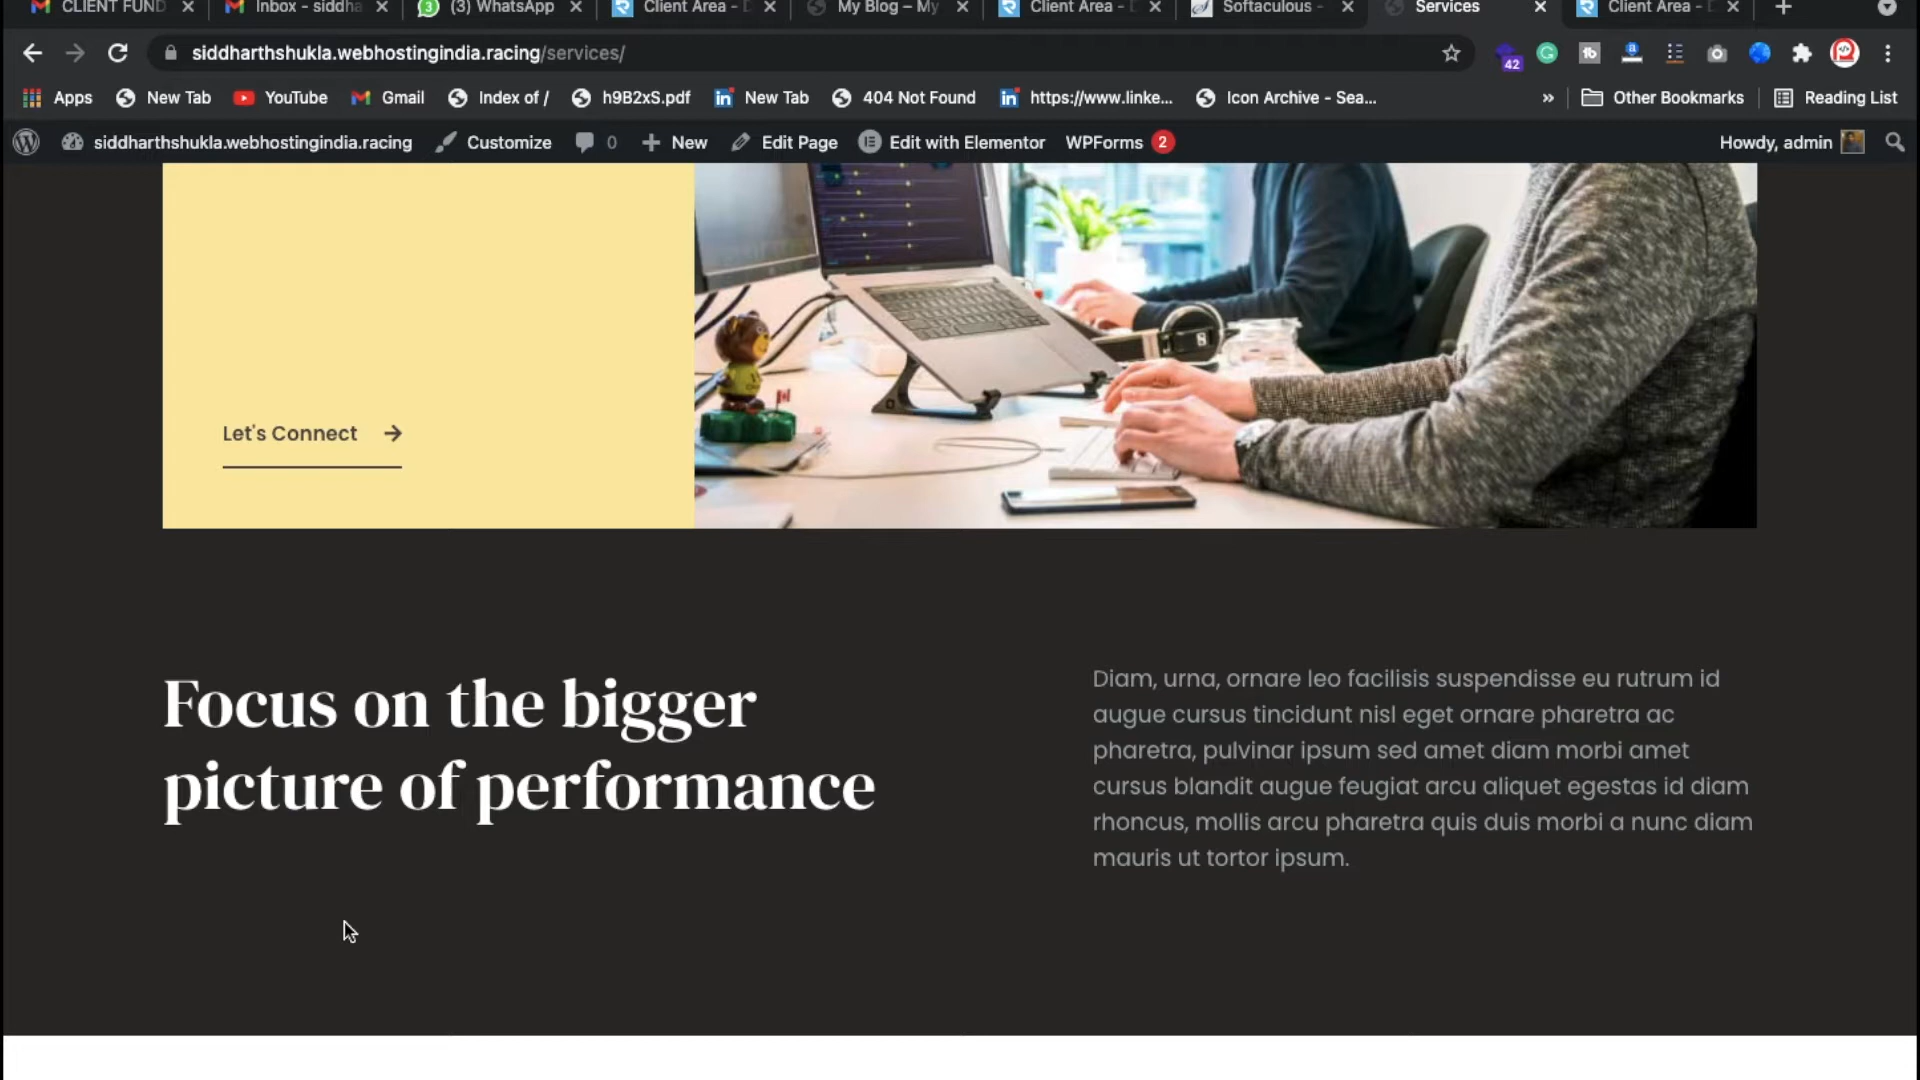 CLIENT FUND
Inbox - siddha
(3) WhatsApp
Client Area -
My Blog – My
Client Area -
Softaculous -
Services
Client Area -
siddharthshukla.webhostingindia.racing/services/
42
Apps
New Tab
YouTube
Gmail
Index of /
h9B2xS.pdf
New Tab
404 Not Found
https://www.linke...
Icon Archive - Sea...
»
Other Bookmarks
Reading List
siddharthshukla.webhostingindia.racing
Customize
0
New
Edit Page
Edit with Elementor
WPForms 2
Howdy, admin
Let's Connect
Focus on the bigger
picture of performance
Diam, urna, ornare leo facilisis suspendisse eu rutrum id
augue cursus tincidunt nisl eget ornare pharetra ac
pharetra, pulvinar ipsum sed amet diam morbi amet
cursus blandit augue feugiat arcu aliquet egestas id diam
rhoncus, mollis arcu pharetra quis duis morbi a nunc diam
mauris ut tortor ipsum.